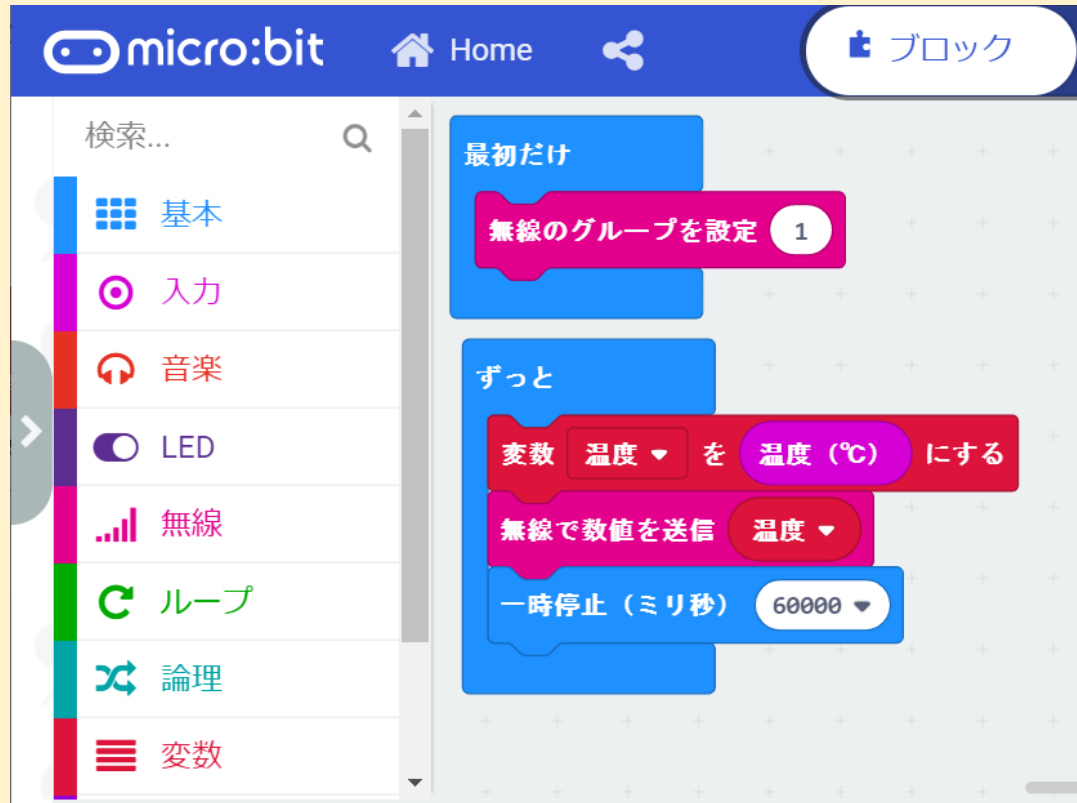 micro:bit Home ブロック
検索...
基本
入力
音楽
LED
無線
ループ
論理
変数
最初だけ
無線のグループを設定 1
ずっと
変数 温度 を 温度（℃） にする
無線で数値を送信 温度
一時停止（ミリ秒） 60000